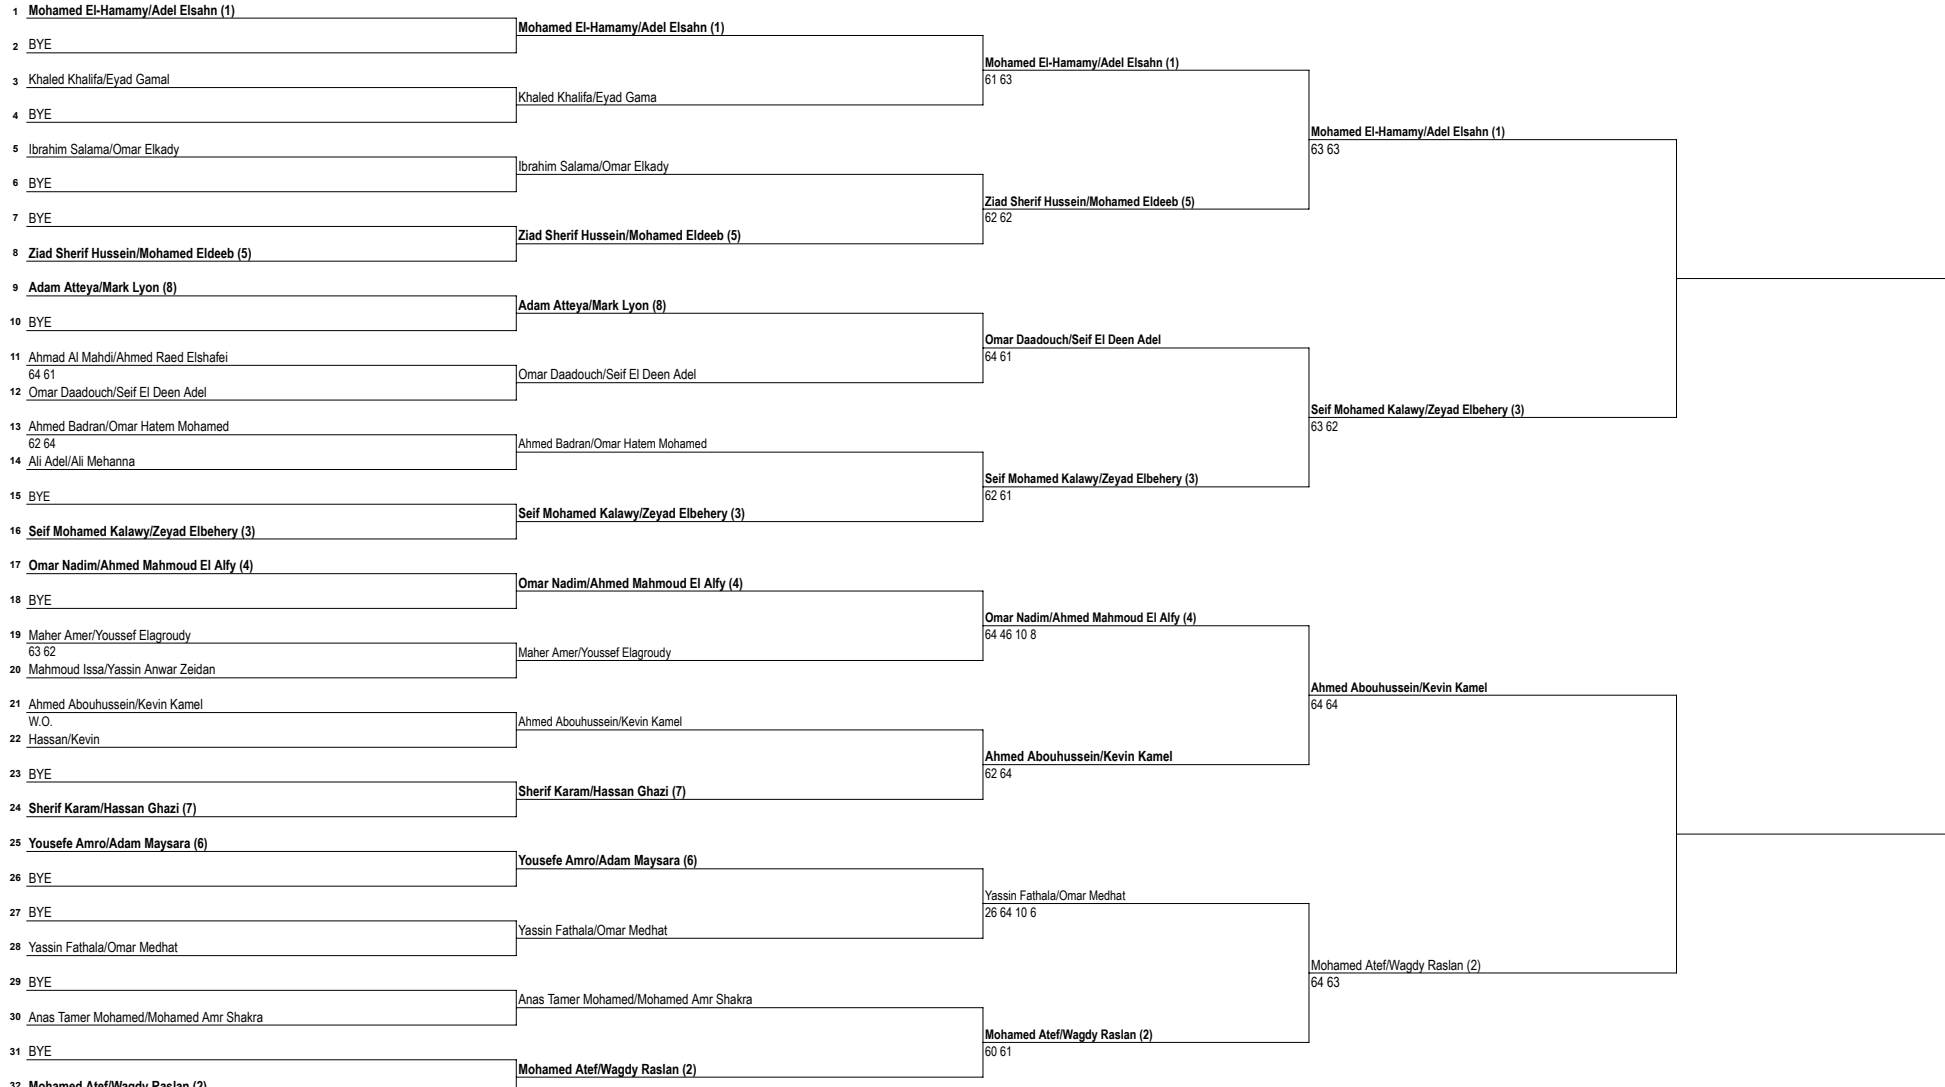 1 Mohamed El-Hamamy/Adel Elsahn (1)
2 BYE
3 Khaled Khalifa/Eyad Gamal
4 BYE
5 Ibrahim Salama/Omar Elkady
6 BYE
7 BYE
8 Ziad Sherif Hussein/Mohamed Eldeeb (5)
9 Adam Atteya/Mark Lyon (8)
10 BYE
11 Ahmad Al Mahdi/Ahmed Raed Elshafei
64 61
12 Omar Daadouch/Seif El Deen Adel
13 Ahmed Badran/Omar Hatem Mohamed
62 64
14 Ali Adel/Ali Mehanna
15 BYE
16 Seif Mohamed Kalawy/Zeyad Elbehery (3)
17 Omar Nadim/Ahmed Mahmoud El Alfy (4)
18 BYE
19 Maher Amer/Youssef Elagroudy
63 62
20 Mahmoud Issa/Yassin Anwar Zeidan
21 Ahmed Abouhussein/Kevin Kamel
W.O.
22 Hassan/Kevin
23 BYE
24 Sherif Karam/Hassan Ghazi (7)
25 Yousefe Amro/Adam Maysara (6)
26 BYE
27 BYE
28 Yassin Fathala/Omar Medhat
29 BYE
30 Anas Tamer Mohamed/Mohamed Amr Shakra
31 BYE
32 Mohamed Atef/Wagdy Raslan (2)
Mohamed El-Hamamy/Adel Elsahn (1)
Khaled Khalifa/Eyad Gama
Ibrahim Salama/Omar Elkady
Ziad Sherif Hussein/Mohamed Eldeeb (5)
Adam Atteya/Mark Lyon (8)
Omar Daadouch/Seif El Deen Adel
Ahmed Badran/Omar Hatem Mohamed
Seif Mohamed Kalawy/Zeyad Elbehery (3)
Omar Nadim/Ahmed Mahmoud El Alfy (4)
Maher Amer/Youssef Elagroudy
Ahmed Abouhussein/Kevin Kamel
Sherif Karam/Hassan Ghazi (7)
Yousefe Amro/Adam Maysara (6)
Yassin Fathala/Omar Medhat
Anas Tamer Mohamed/Mohamed Amr Shakra
Mohamed Atef/Wagdy Raslan (2)
Mohamed El-Hamamy/Adel Elsahn (1)
61 63
Ziad Sherif Hussein/Mohamed Eldeeb (5)
62 62
Omar Daadouch/Seif El Deen Adel
64 61
Seif Mohamed Kalawy/Zeyad Elbehery (3)
62 61
Omar Nadim/Ahmed Mahmoud El Alfy (4)
64 46 10 8
Ahmed Abouhussein/Kevin Kamel
62 64
Yassin Fathala/Omar Medhat
26 64 10 6
Mohamed Atef/Wagdy Raslan (2)
60 61
Mohamed El-Hamamy/Adel Elsahn (1)
63 63
Seif Mohamed Kalawy/Zeyad Elbehery (3)
63 62
Ahmed Abouhussein/Kevin Kamel
64 64
Mohamed Atef/Wagdy Raslan (2)
64 63